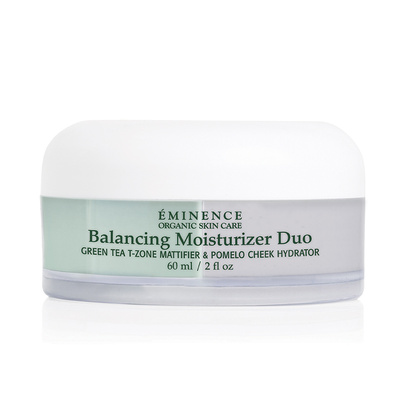 ÉMINENCE
ORGANIC SKIN CARE
Balancing Moisturizer Duo
GREEN TEA T-ZONE MATTIFIER & POMELO CHEEK HYDRATOR
60 ml / 2 fl oz